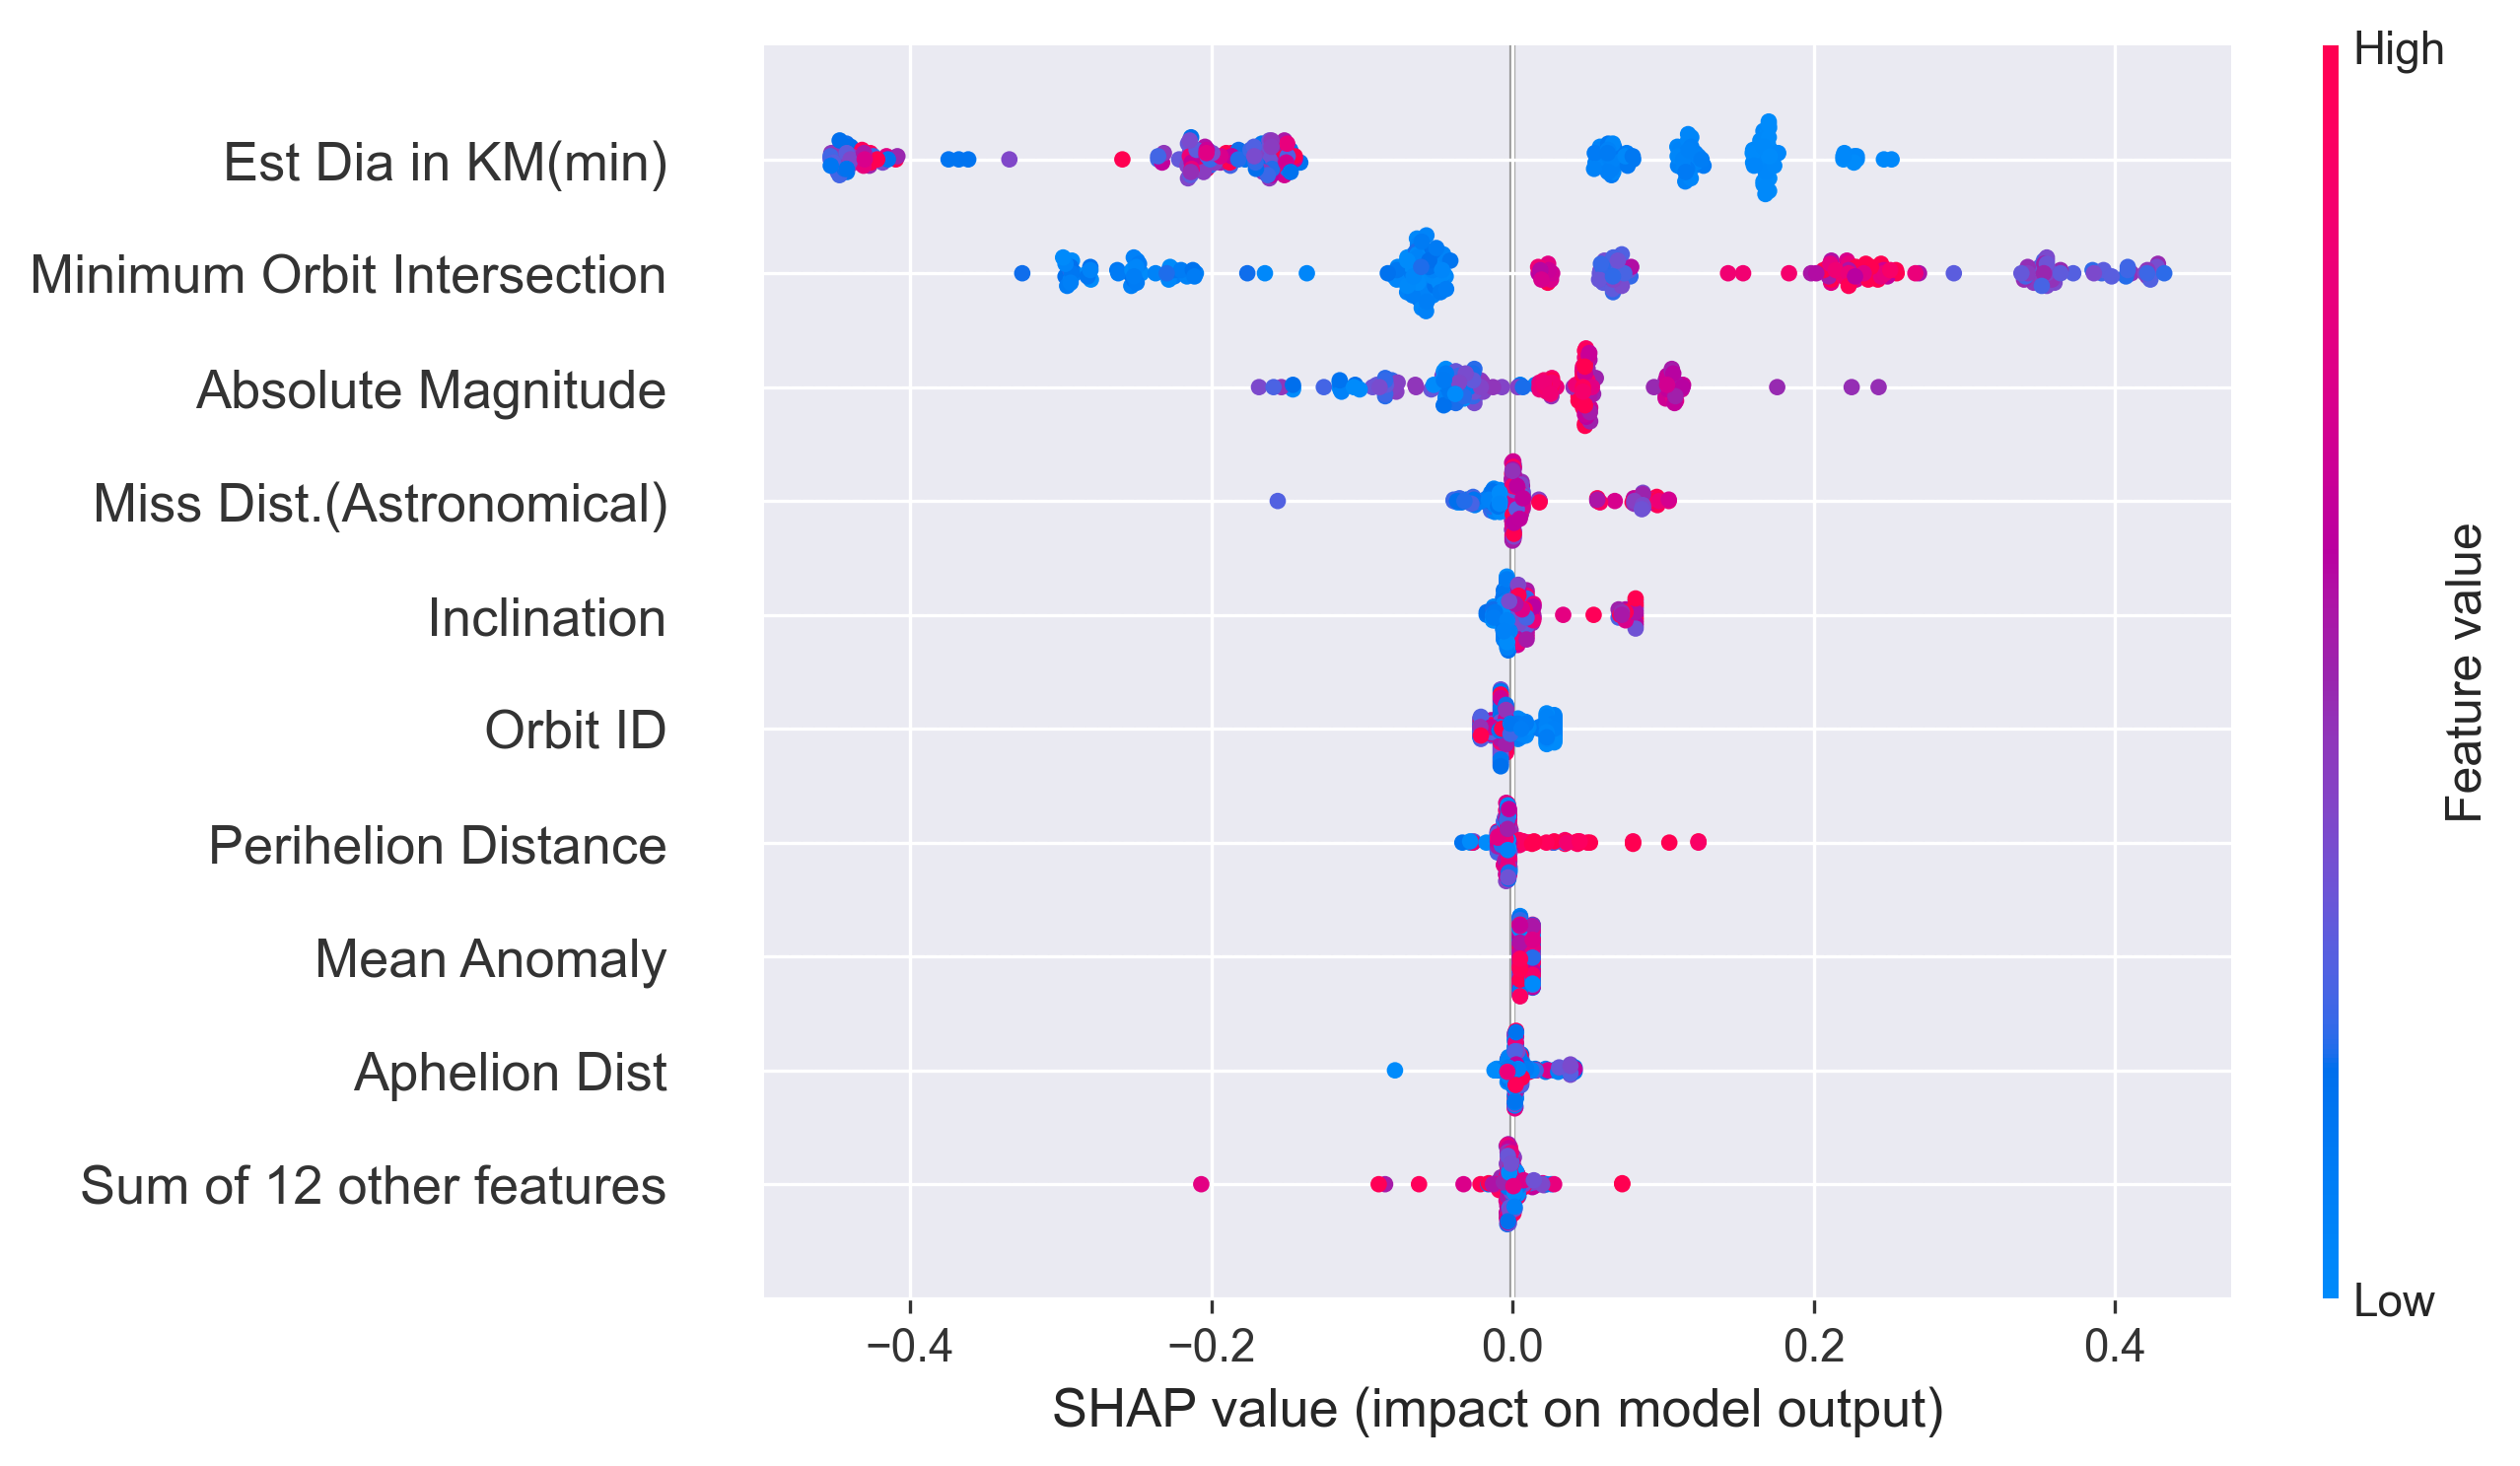 High
Est Dia in KM(min)
Minimum Orbit Intersection
Absolute Magnitude
Miss Dist.(Astronomical)
Inclination
Orbit ID
Perihelion Distance
Mean Anomaly
Aphelion Dist
Sum of 12 other features
Feature value
Low
−0.4 −0.2 0.0 0.2 0.4
SHAP value (impact on model output)